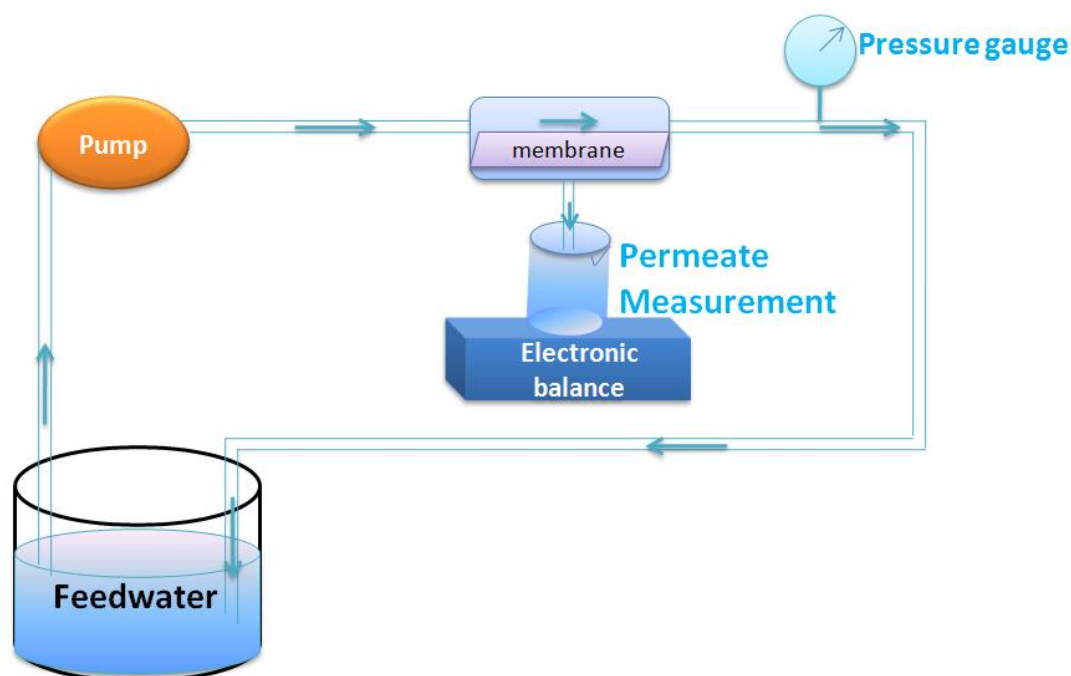 Pressure gauge
Pump
membrane
Permeate
Measurement
Electronic
balance
Feedwater